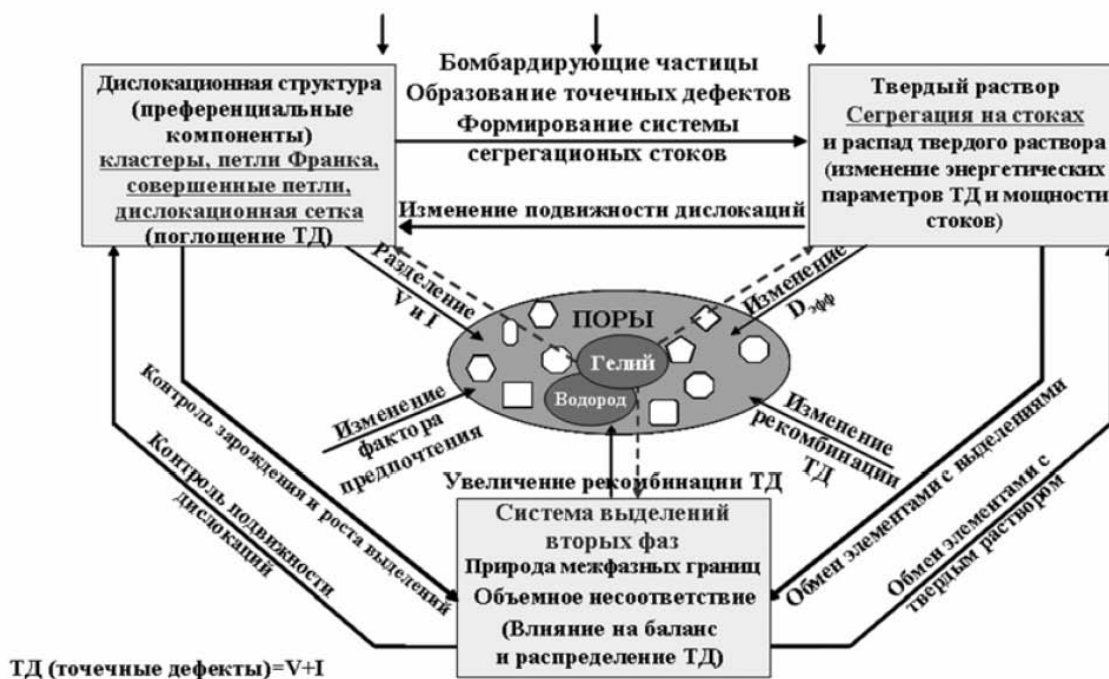 Бомбардирующие частицы
Образование точечных дефектов
Формирование системы
сегрегационых стоков
Дислокационная структура
(преференциальные
компоненты)
кластеры, петли Франка,
совершенные петли,
дислокационная сетка
(поглощение ТД)
Твердый раствор
Сегрегация на стоках
и распад твердого раствора
(изменение энергетических
параметров ТД и мощности
стоков)
Изменение подвижности дислокаций
Разделение
V и I
Изменение
Dэфф
ПОРЫ
Гелий
Водород
Изменение
фактора
предпочтения
Изменение
рекомбинации
ТД
Контроль зарождения и роста выделений
Контроль подвижности
дислокаций
Обмен элементами с выделениями
Обмен элементами с
твердым раствором
Увеличение рекомбинации ТД
Система выделений
вторых фаз
Природа межфазных границ
Объемное несоответствие
(Влияние на баланс
и распределение ТД)
ТД (точечные дефекты)=V+I